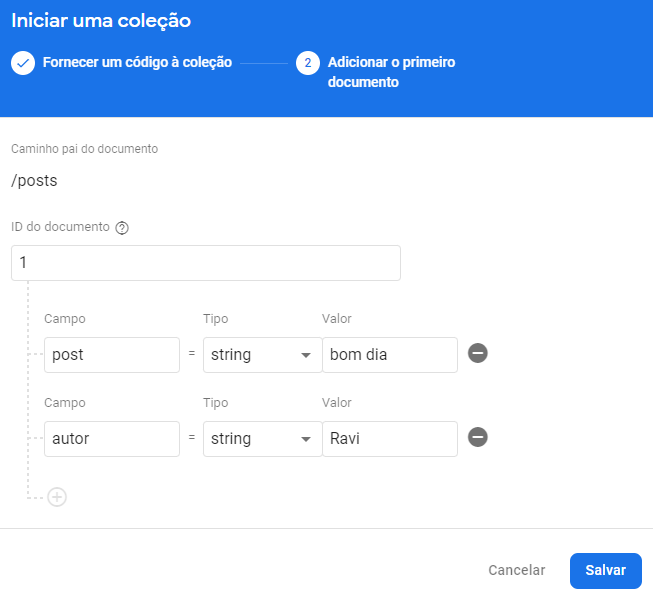 Iniciar uma coleção
Fornecer um código à coleção
2
Adicionar o primeiro
documento
Caminho pai do documento
/posts
ID do documento ?
1
Campo Tipo Valor
post = string bom dia
Campo Tipo Valor
autor = string Ravi
Cancelar Salvar